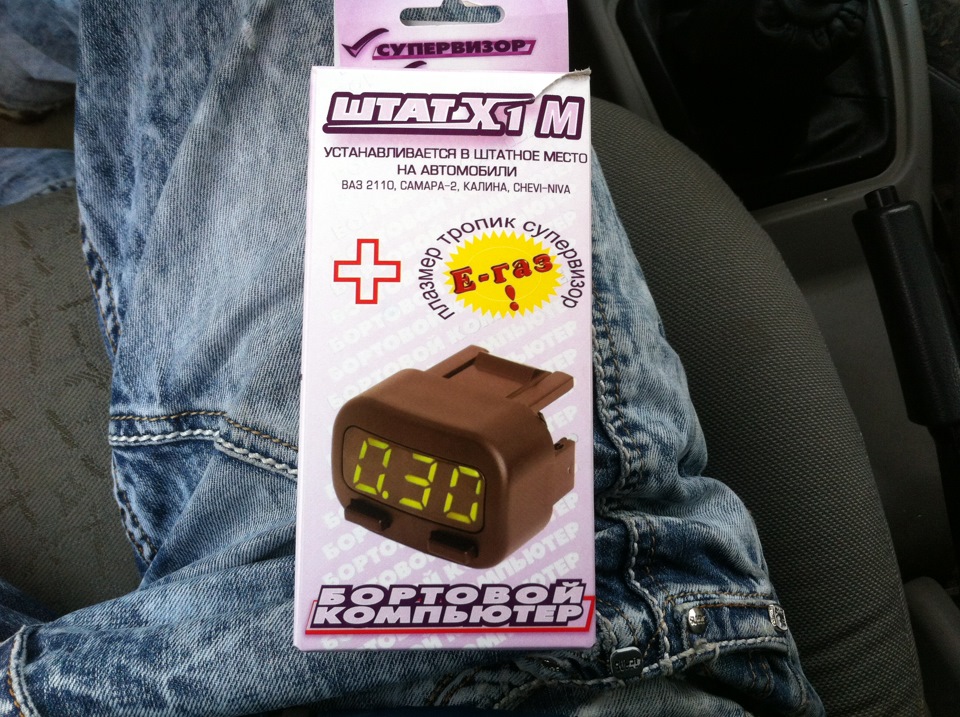 СУПЕРВИЗОР
ШТАТ X1 М
УСТАНАВЛИВАЕТСЯ В ШТАТНОЕ МЕСТО
НА АВТОМОБИЛИ
ВАЗ 2110, САМАРА-2, КАЛИНА, CHEVI-NIVA
плазмер тропик супервизор
Е-газ
!
0.30
БОРТОВОЙ
КОМПЬЮТЕР